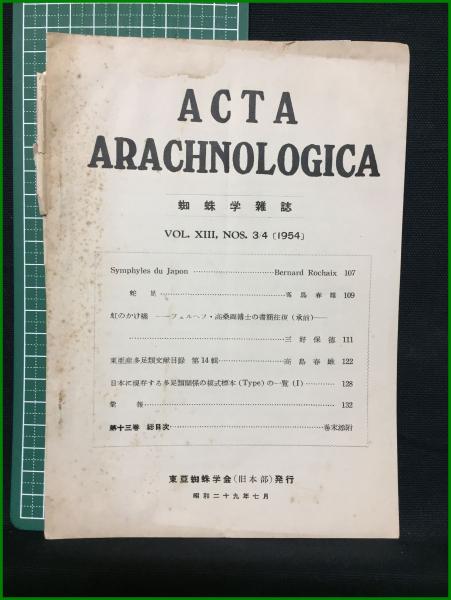 ACTA
ARACHNOLOGICA
蜘蛛学雜誌
VOL. XIII, NOS. 3/4 (1954)
Symphyles du Japon …………………… Bernard Rochaix 107
高島春雄 109
虹のかけ橋 ――フェルヘフ・高桑両博士の書翰往復(承前)――
三好保徳 111
東亜産多足類文献目録 第14輯 …………… 高島春雄 122
日本に現存する多足類関係の模式標本(Type)の一覧(I) ………… 128
彙報 …………………… 132
第十三巻 総目次 …………………… 巻末添附
東亞蜘蛛学会(旧本部)発行
昭和二十九年七月